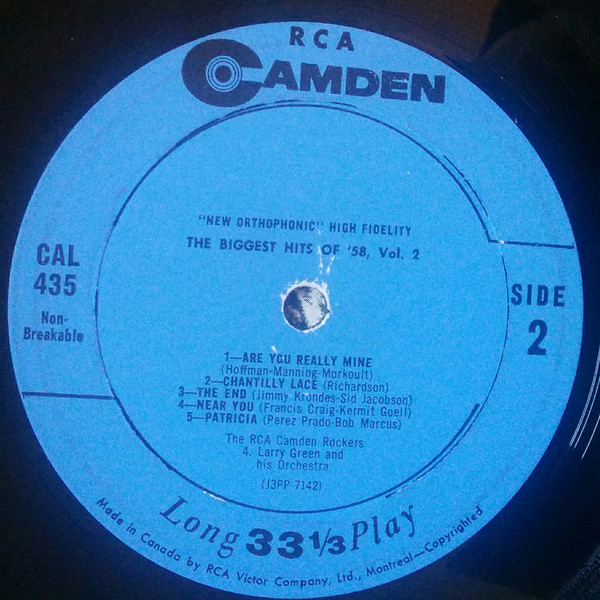 RCA
CAMDEN
"NEW ORTHOPHONIC" HIGH FIDELITY
THE BIGGEST HITS OF '58, Vol. 2
CAL
435
Non-
Breakable
SIDE
2
1—ARE YOU REALLY MINE
(Hoffman-Manning-Markoult)
2—CHANTILLY LACE (Richardson)
3—THE END (Jimmy Krondes-Sid Jacobson)
4—NEAR YOU (Francis Craig-Kermit Goell)
5—PATRICIA (Perez Prado-Bob Marcus)
The RCA Camden Rockers
4. Larry Green and
his Orchestra
(J3PP-7142)
Long 33 1/3 Play
Made in Canada by RCA Victor Company, Ltd., Montreal—Copyrighted